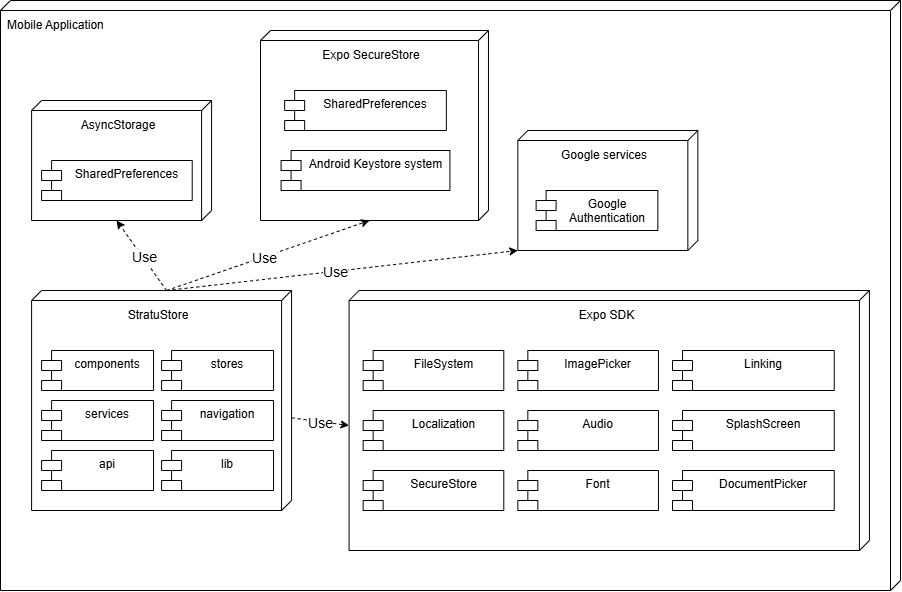 Mobile Application
Expo SecureStore
SharedPreferences
Android Keystore system
AsyncStorage
SharedPreferences
Google services
Google
Authentication
Use
Use
Use
StratuStore
components
stores
services
navigation
api
lib
Use
Expo SDK
FileSystem
ImagePicker
Linking
Localization
Audio
SplashScreen
SecureStore
Font
DocumentPicker